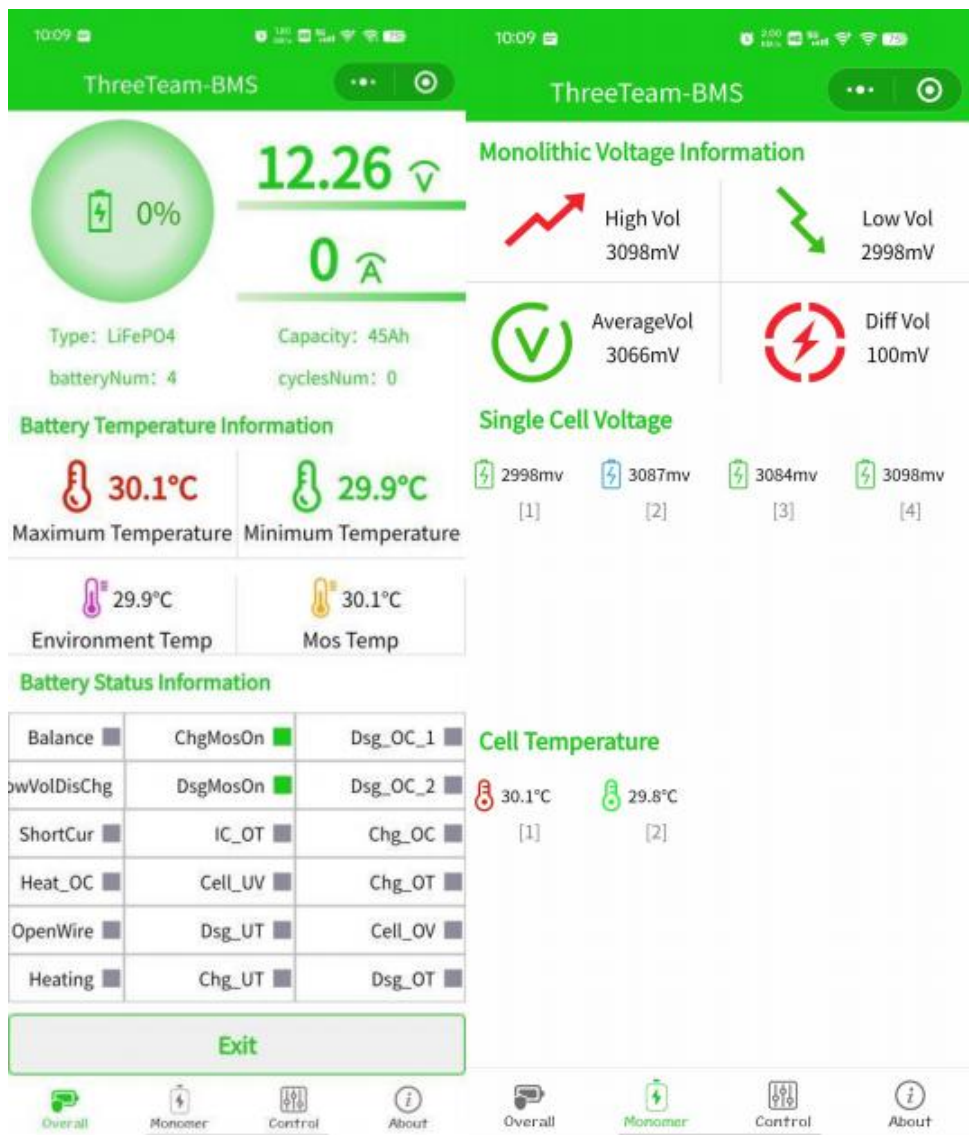 10:09
ThreeTeam-BMS
0%
12.26 V
0 A
Type: LiFePO4
Capacity: 45Ah
batteryNum: 4
cyclesNum: 0
Battery Temperature Information
30.1°C
29.9°C
Maximum Temperature
Minimum Temperature
29.9°C
30.1°C
Environment Temp
Mos Temp
Battery Status Information
Balance ChgMosOn Dsg_OC_1
owVolDisChg DsgMosOn Dsg_OC_2
ShortCur IC_OT Chg_OC
Heat_OC Cell_UV Chg_OT
OpenWire Dsg_UT Cell_OV
Heating Chg_UT Dsg_OT
Exit
Overall Monomer Control About
10:09
ThreeTeam-BMS
Monolithic Voltage Information
High Vol
3098mV
Low Vol
2998mV
AverageVol
3066mV
Diff Vol
100mV
Single Cell Voltage
2998mv 3087mv 3084mv 3098mv
[1] [2] [3] [4]
Cell Temperature
30.1°C 29.8°C
[1] [2]
Overall Monomer Control About